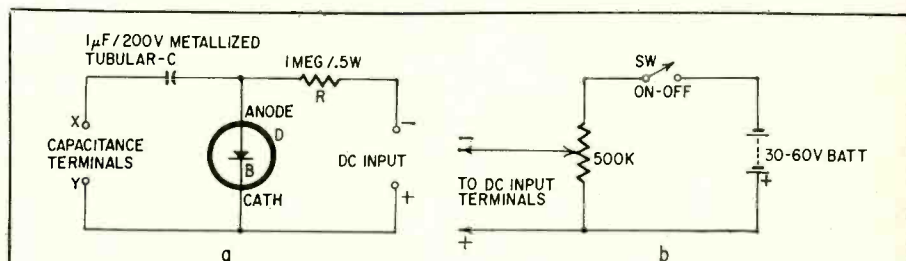 1μF/200V METALLIZED
TUBULAR-C
1MEG/.5W
R
X
CAPACITANCE
TERMINALS
Y
ANODE
D
B
CATH
−
DC INPUT
+
a
SW
ON-OFF
−
500K
TO DC INPUT
TERMINALS
+
30-60V BATT
+
b